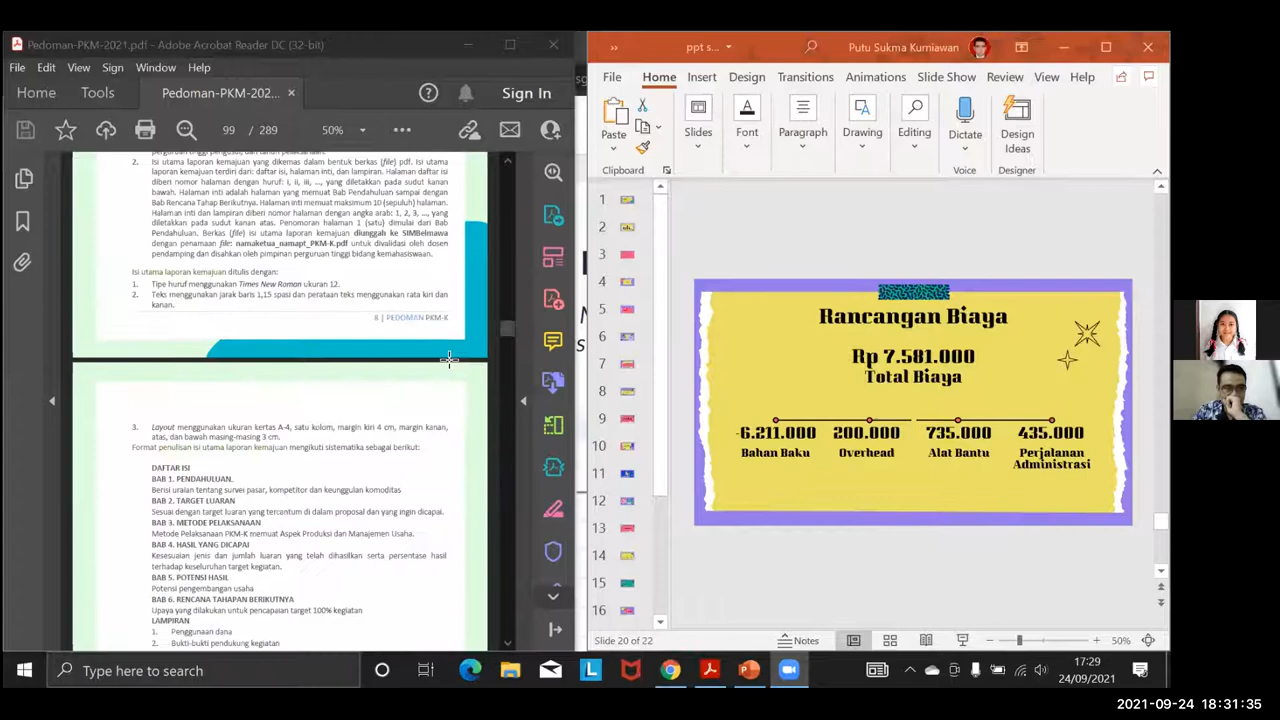 Pedoman-PKM-2021.pdf - Adobe Acrobat Reader DC (32-bit)
File Edit View Sign Window Help
Home Tools Pedoman-PKM-202... × Sign In
99 / 289 50%
2. Isi utama laporan kemajuan yang dikemas dalam bentuk berkas (file) pdf. Isi utama
laporan kemajuan terdiri dari: daftar isi, halaman inti, dan lampiran. Halaman daftar isi
diberi nomor halaman dengan huruf: i, ii, iii, ..., yang diletakkan pada sudut kanan
bawah. Halaman inti adalah halaman yang memuat Bab Pendahuluan sampai dengan
Bab Rencana Tahap Berikutnya. Halaman inti memuat maksimum 10 (sepuluh) halaman.
Halaman inti dan lampiran diberi nomor halaman dengan angka arab: 1, 2, 3, ..., yang
diletakkan pada sudut kanan atas. Penomoran halaman 1 (satu) dimulai dari Bab
Pendahuluan. Berkas (file) isi utama laporan kemajuan diunggah ke SIMBelmawa
dengan penamaan file: namaketua_namapt_PKM-K.pdf untuk divalidasi oleh dosen
pendamping dan disahkan oleh pimpinan perguruan tinggi bidang kemahasiswaan.
Isi utama laporan kemajuan ditulis dengan:
1. Tipe huruf menggunakan Times New Roman ukuran 12.
2. Teks menggunakan jarak baris 1,15 spasi dan perataan teks menggunakan rata kiri dan
kanan.
8 | PEDOMAN PKM-K
3. Layout menggunakan ukuran kertas A-4, satu kolom, margin kiri 4 cm, margin kanan,
atas, dan bawah masing-masing 3 cm.
Format penulisan isi utama laporan kemajuan mengikuti sistematika sebagai berikut:
DAFTAR ISI
BAB 1. PENDAHULUAN.
Berisi uraian tentang survei pasar, kompetitor dan keunggulan komoditas
BAB 2. TARGET LUARAN
Sesuai dengan target luaran yang tercantum di dalam proposal dan yang ingin dicapai.
BAB 3. METODE PELAKSANAAN
Metode Pelaksanaan PKM-K memuat Aspek Produksi dan Manajemen Usaha.
BAB 4. HASIL YANG DICAPAI
Kesesuaian jenis dan jumlah luaran yang telah dihasilkan serta persentase hasil
terhadap keseluruhan target kegiatan.
BAB 5. POTENSI HASIL
Potensi pengembangan usaha
BAB 6. RENCANA TAHAPAN BERIKUTNYA
Upaya yang dilakukan untuk pencapaian target 100% kegiatan
LAMPIRAN
1. Penggunaan dana
2. Bukti-bukti pendukung kegiatan
ppt s... Putu Sukma Kurniawan
File Home Insert Design Transitions Animations Slide Show Review View Help
Paste Slides Font Paragraph Drawing Editing Dictate Design
Ideas
Clipboard Voice Designer
1
2
3
4
5
6
7
8
9
10
11
12
13
14
15
16
Rancangan Biaya
Rp 7.581.000
Total Biaya
-6.211.000 200.000 735.000 435.000
Bahan Baku Overhead Alat Bantu Perjalanan
Administrasi
Slide 20 of 22 Notes 50%
Type here to search
17:29
24/09/2021
2021-09-24 18:31:35